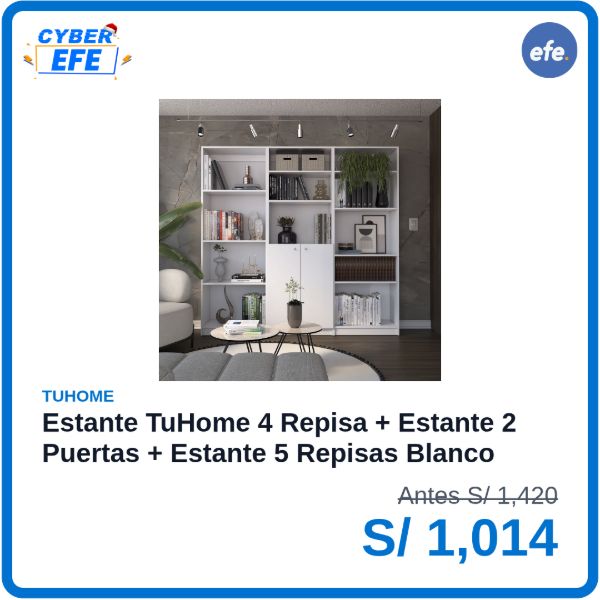 CYBER
EFE
efe.
TUHOME
Estante TuHome 4 Repisa + Estante 2
Puertas + Estante 5 Repisas Blanco
Antes S/ 1,420
S/ 1,014